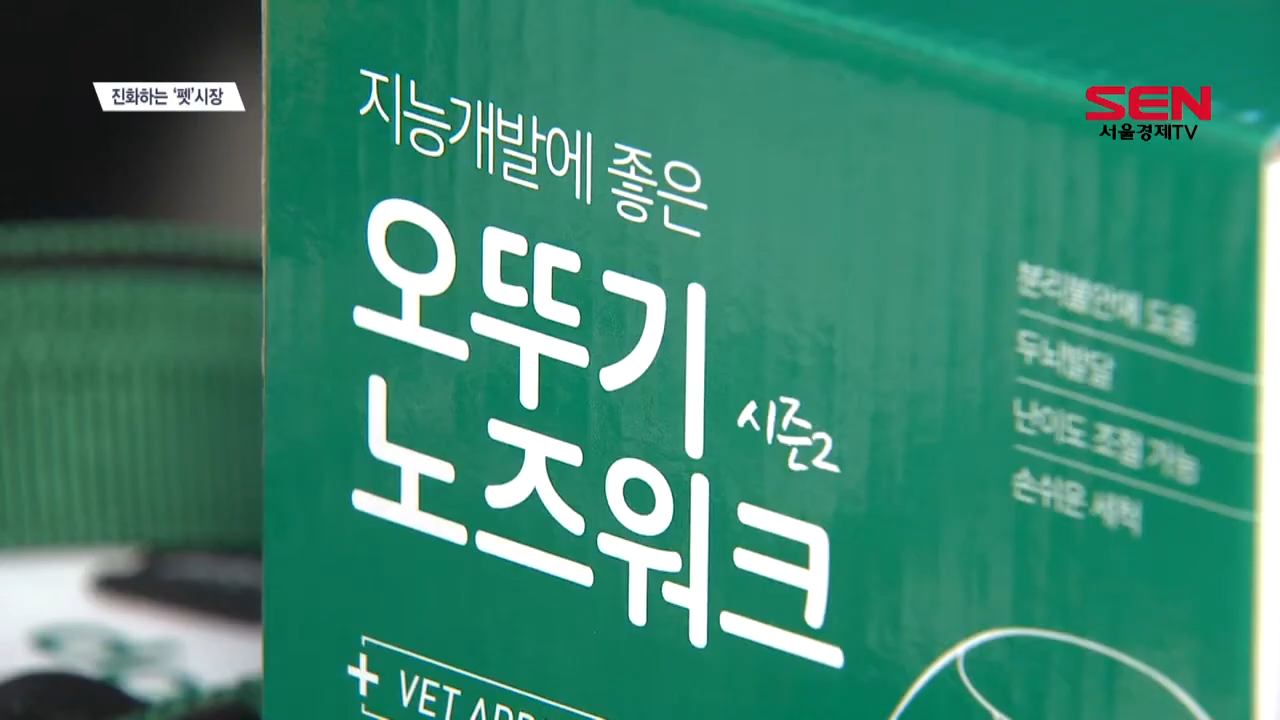 진화하는 '펫'시장
SEN
서울경제TV
지능개발에 좋은
오뚜기
노즈워크
시즌2
분리불안에 도움
두뇌발달
난이도 조절 가능
손쉬운 세척
VET